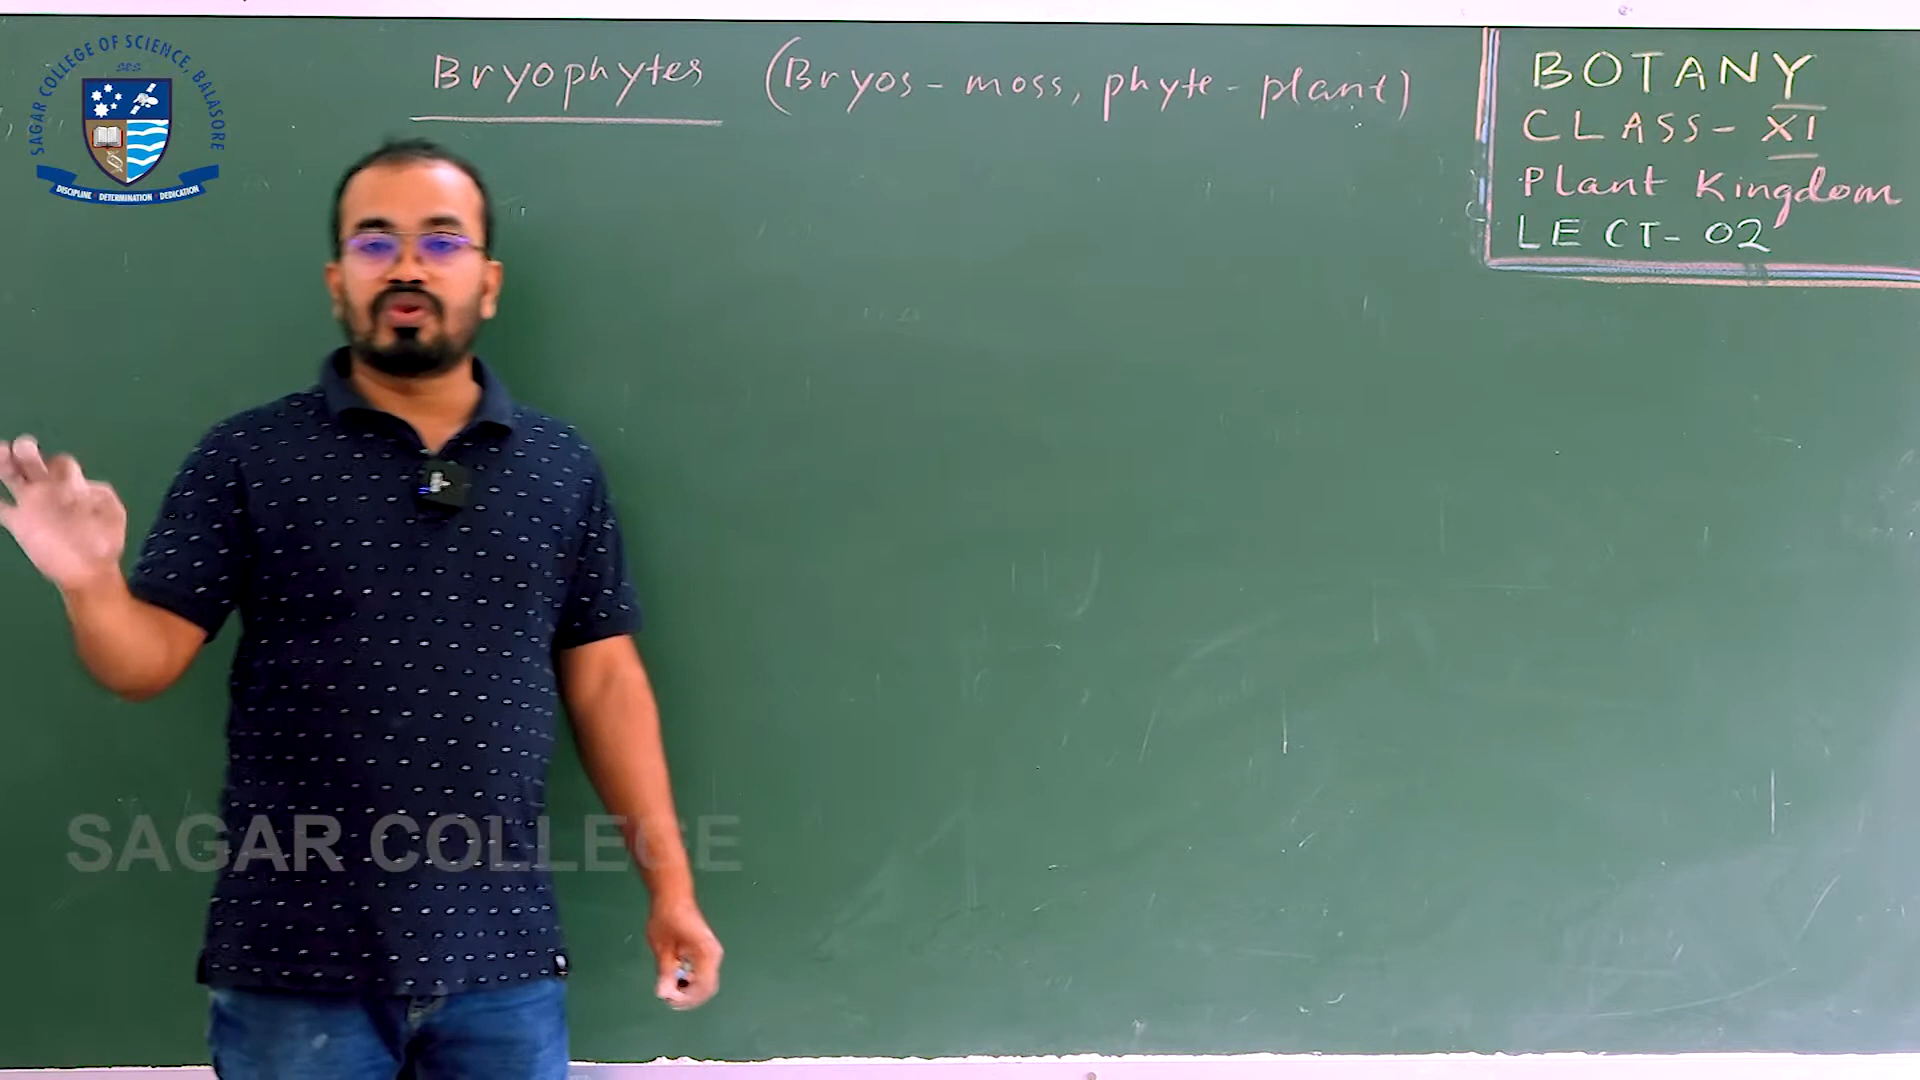 SAGAR COLLEGE OF SCIENCE, BALASORE
DISCIPLINE DETERMINATION DEDICATION
Bryophytes (Bryos - moss, phyte - plant)
BOTANY
CLASS - XI
Plant Kingdom
LECT - 02
SAGAR COLLEGE